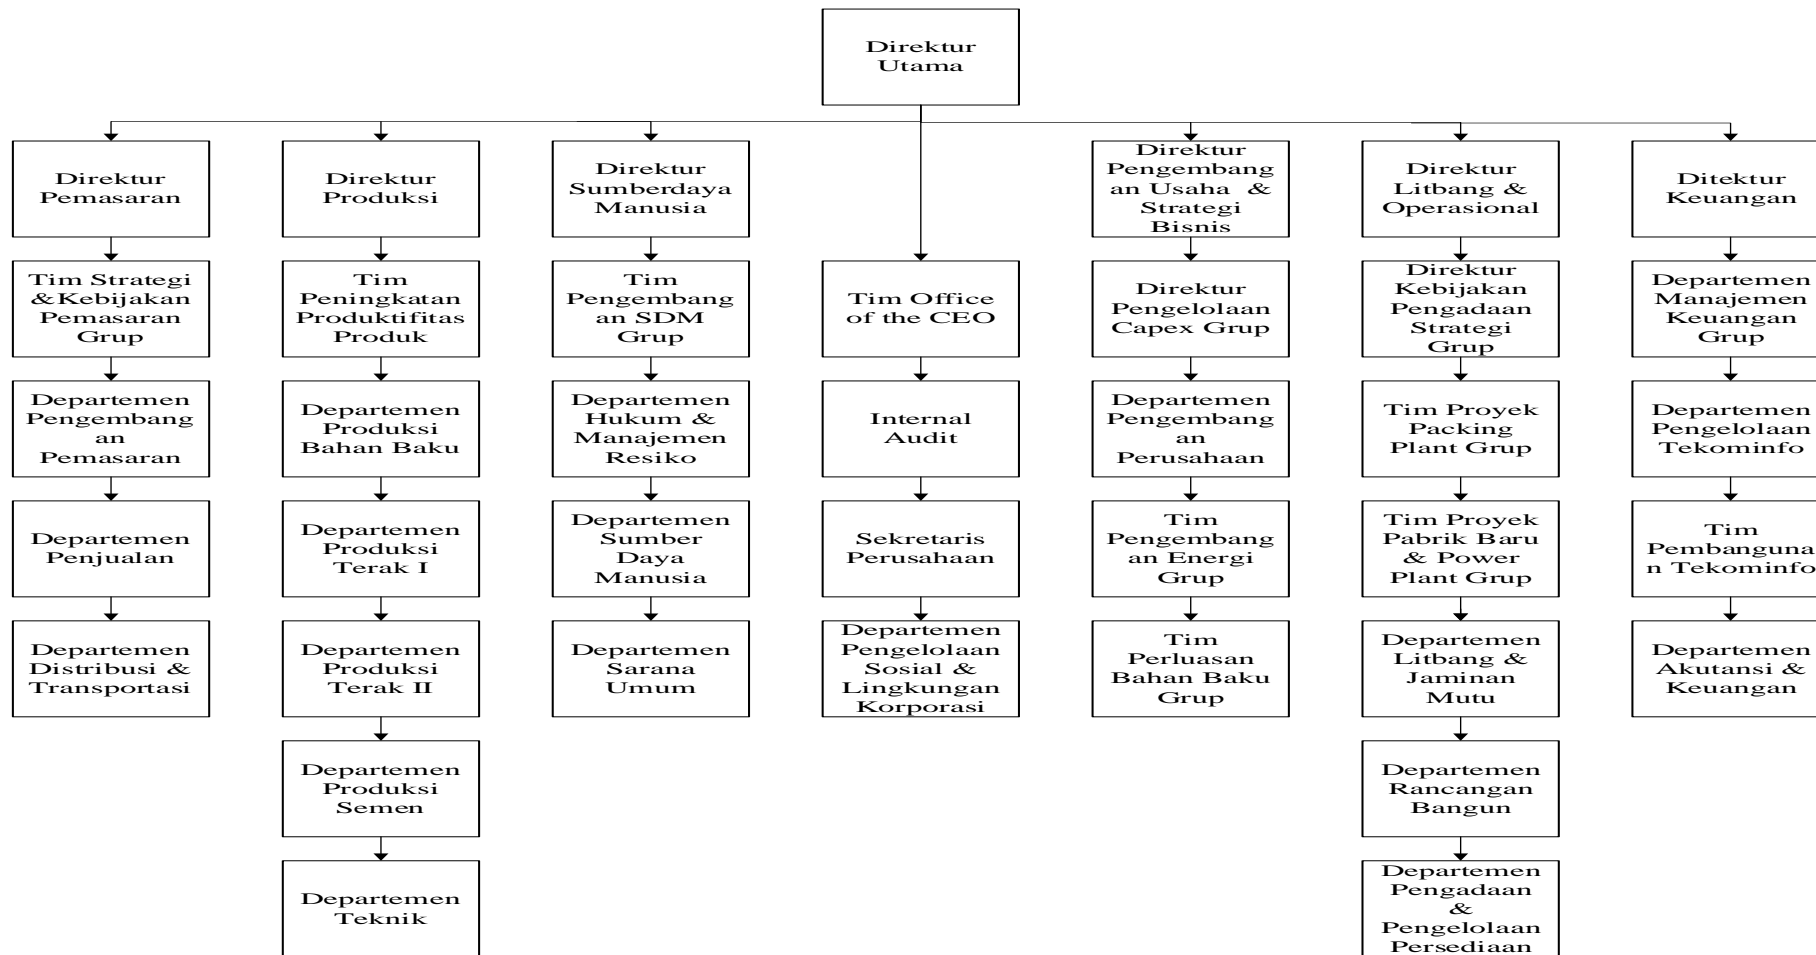 Direktur
Utama
Direktur
Pemasaran
Direktur
Produksi
Direktur
Sumberdaya
Manusia
Direktur
Pengembang
an Usaha &
Strategi
Bisnis
Direktur
Litbang &
Operasional
Ditektur
Keuangan
Tim Strategi
&Kebijakan
Pemasaran
Grup
Tim
Peningkatan
Produktifitas
Produk
Tim
Pengembang
an SDM
Grup
Tim Office
of the CEO
Direktur
Pengelolaan
Capex Grup
Direktur
Kebijakan
Pengadaan
Strategi
Grup
Departemen
Manajemen
Keuangan
Grup
Departemen
Pengembang
an
Pemasaran
Departemen
Produksi
Bahan Baku
Departemen
Hukum &
Manajemen
Resiko
Internal
Audit
Departemen
Pengembang
an
Perusahaan
Tim Proyek
Packing
Plant Grup
Departemen
Pengelolaan
Tekominfo
Departemen
Penjualan
Departemen
Produksi
Terak I
Departemen
Sumber
Daya
Manusia
Sekretaris
Perusahaan
Tim
Pengembang
an Energi
Grup
Tim Proyek
Pabrik Baru
& Power
Plant Grup
Tim
Pembanguna
n Tekominfo
Departemen
Distribusi &
Transportasi
Departemen
Produksi
Terak II
Departemen
Sarana
Umum
Departemen
Pengelolaan
Sosial &
Lingkungan
Korporasi
Tim
Perluasan
Bahan Baku
Grup
Departemen
Litbang &
Jaminan
Mutu
Departemen
Akutansi &
Keuangan
Departemen
Produksi
Semen
Departemen
Rancangan
Bangun
Departemen
Teknik
Departemen
Pengadaan
&
Pengelolaan
Persediaan